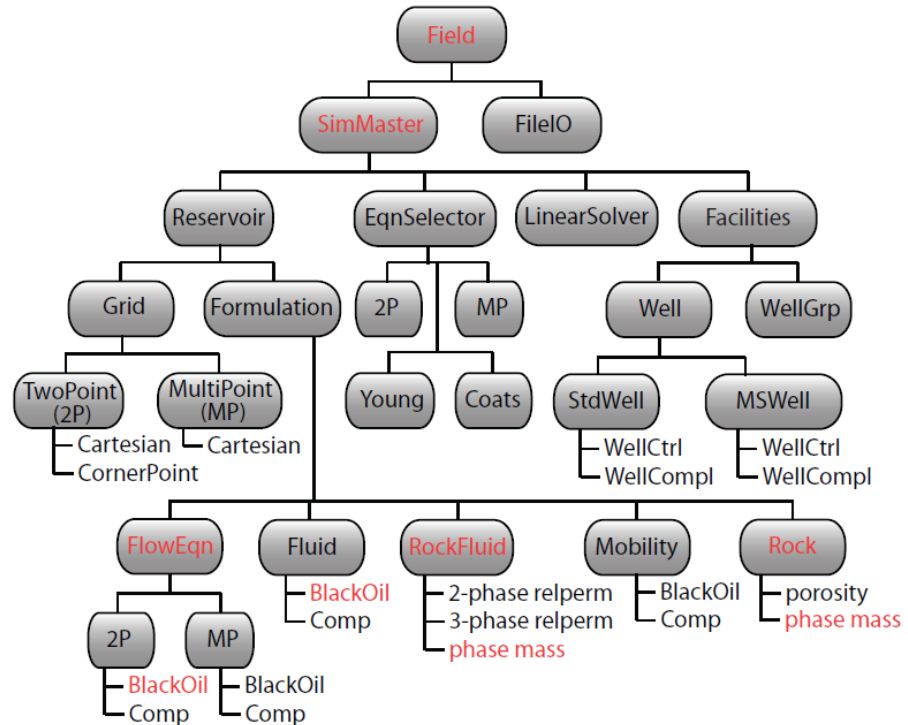 Field
SimMaster
FileIO
Reservoir
EqnSelector
LinearSolver
Facilities
Grid
Formulation
2P
MP
Well
WellGrp
TwoPoint
(2P)
MultiPoint
(MP)
Young
Coats
StdWell
MSWell
Cartesian
CornerPoint
Cartesian
WellCtrl
WellCompl
WellCtrl
WellCompl
FlowEqn
Fluid
RockFluid
Mobility
Rock
2P
MP
BlackOil
Comp
2-phase relperm
3-phase relperm
phase mass
BlackOil
Comp
porosity
phase mass
BlackOil
Comp
BlackOil
Comp